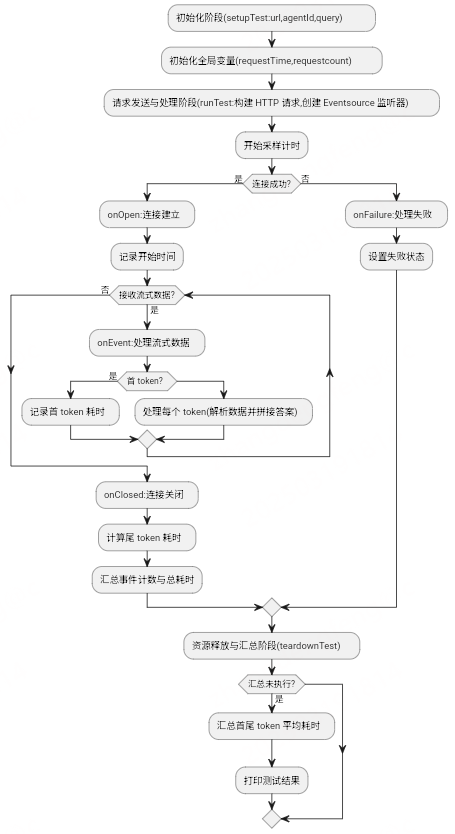 初始化阶段(setupTest:url,agentId,query)
初始化全局变量(requestTime,requestcount)
请求发送与处理阶段(runTest:构建 HTTP 请求,创建 Eventsource 监听器)
开始采样计时
是
连接成功?
否
onOpen:连接建立
onFailure:处理失败
记录开始时间
设置失败状态
否
接收流式数据?
是
onEvent:处理流式数据
是
首 token?
记录首 token 耗时
处理每个 token(解析数据并拼接答案)
onClosed:连接关闭
计算尾 token 耗时
汇总事件计数与总耗时
资源释放与汇总阶段(teardownTest)
汇总未执行?
是
汇总首尾 token 平均耗时
打印测试结果